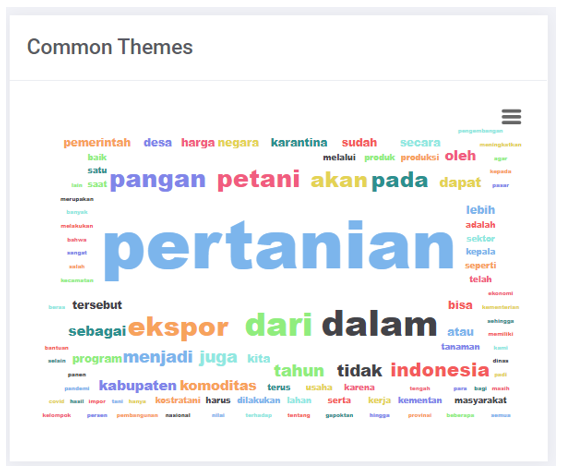 Common Themes
pengembangan
pemerintah desa harga negara karantina sudah secara meningkatkan
baik melalui produk produksi oleh agar
satu kepada
lain saat pangan petani akan pada dapat pasar
merupakan
banyak lebih
melakukan adalah
bahwa pertanian sektor
sangat kepala
salah seperti
kecamatan telah
ekonomi
harus tersebut bisa kementerian
sebagai ekspor dari dalam sehingga
atau memiliki
bantuan tanaman kami
selain program menjadi juga kita dinas
panen tahun tidak indonesia padi
pandemi kabupaten komoditas terus usaha karena tengah para bagi masih
covid hasil impor tani hanya kostratani harus dilakukan lahan serta kerja kementan masyarakat
kelompok persen pembangunan nasional nilai terhadap tentang gapoktan hingga provinsi beberapa semua